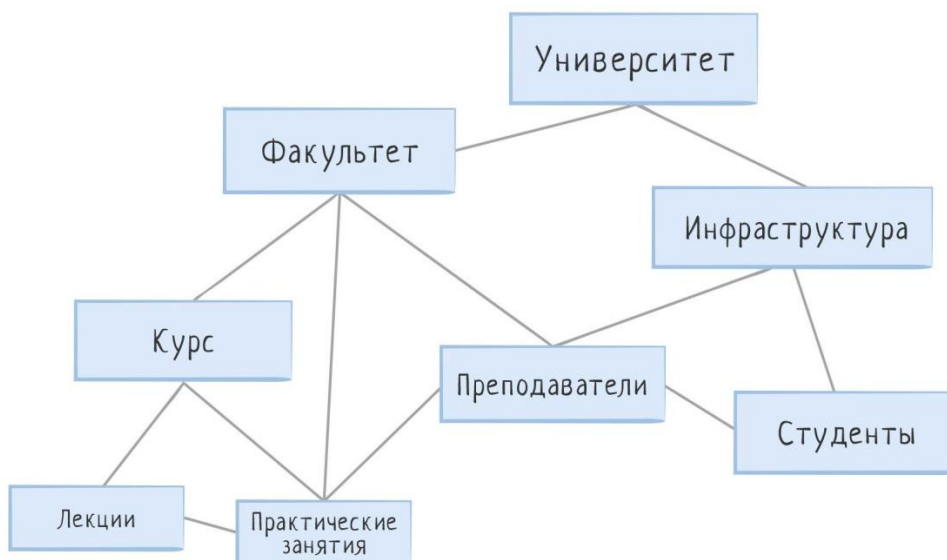 Университет
Факультет
Инфраструктура
Курс
Преподаватели
Студенты
Лекции
Практические
занятия